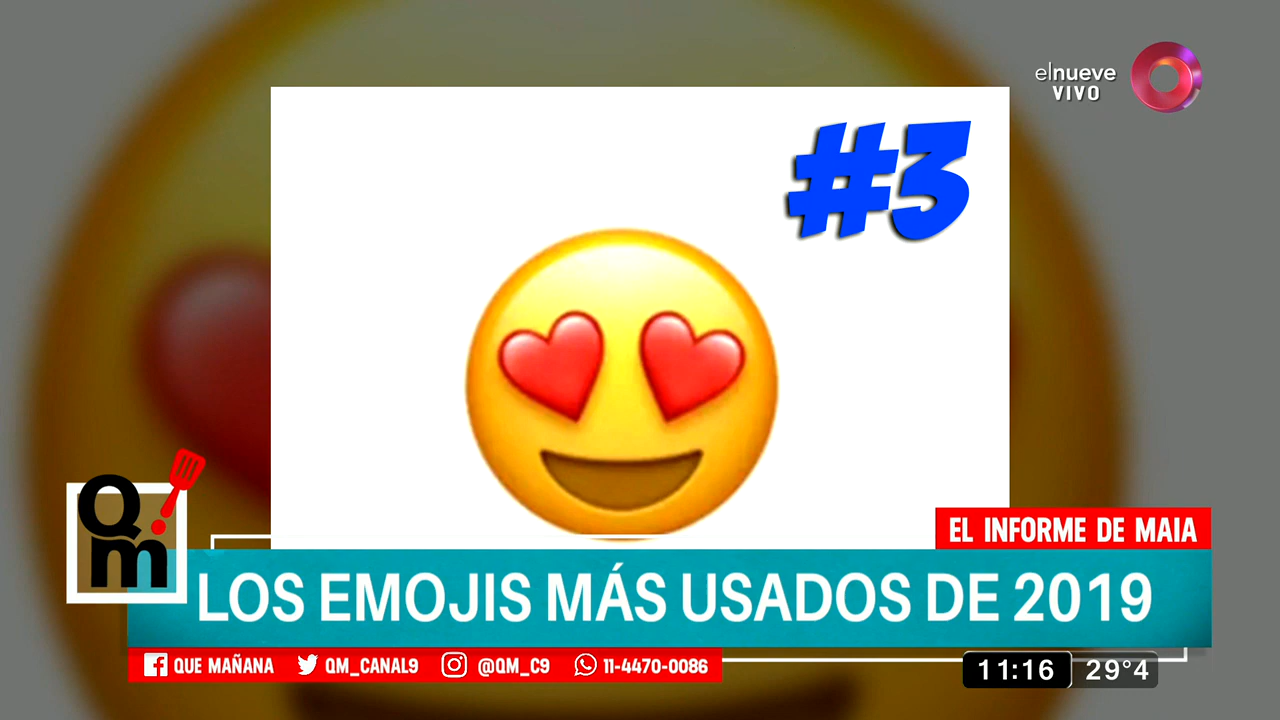 elnueve
VIVO
#3
Qm!
EL INFORME DE MAIA
LOS EMOJIS MÁS USADOS DE 2019
QUE MAÑANA QM_CANAL9 @QM_C9 11-4470-0086
11:16 29°4